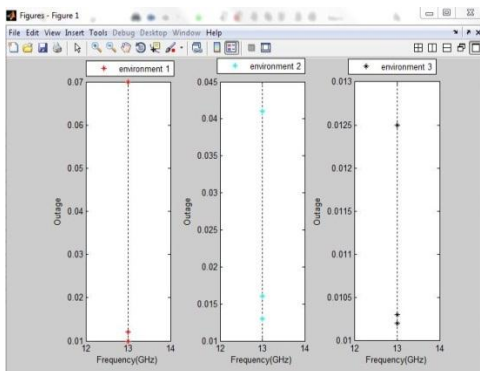 Figures - Figure 1
File Edit View Insert Tools Debug Desktop Window Help
environment 1
environment 2
environment 3
0.07
0.06
0.05
0.04
0.03
0.02
0.01
Outage
12 13 14
Frequency(GHz)
0.045
0.04
0.035
0.03
0.025
0.02
0.015
0.01
Outage
12 13 14
Frequency(GHz)
0.013
0.0125
0.012
0.0115
0.011
0.0105
0.01
Outage
12 13 14
Frequency(GHz)